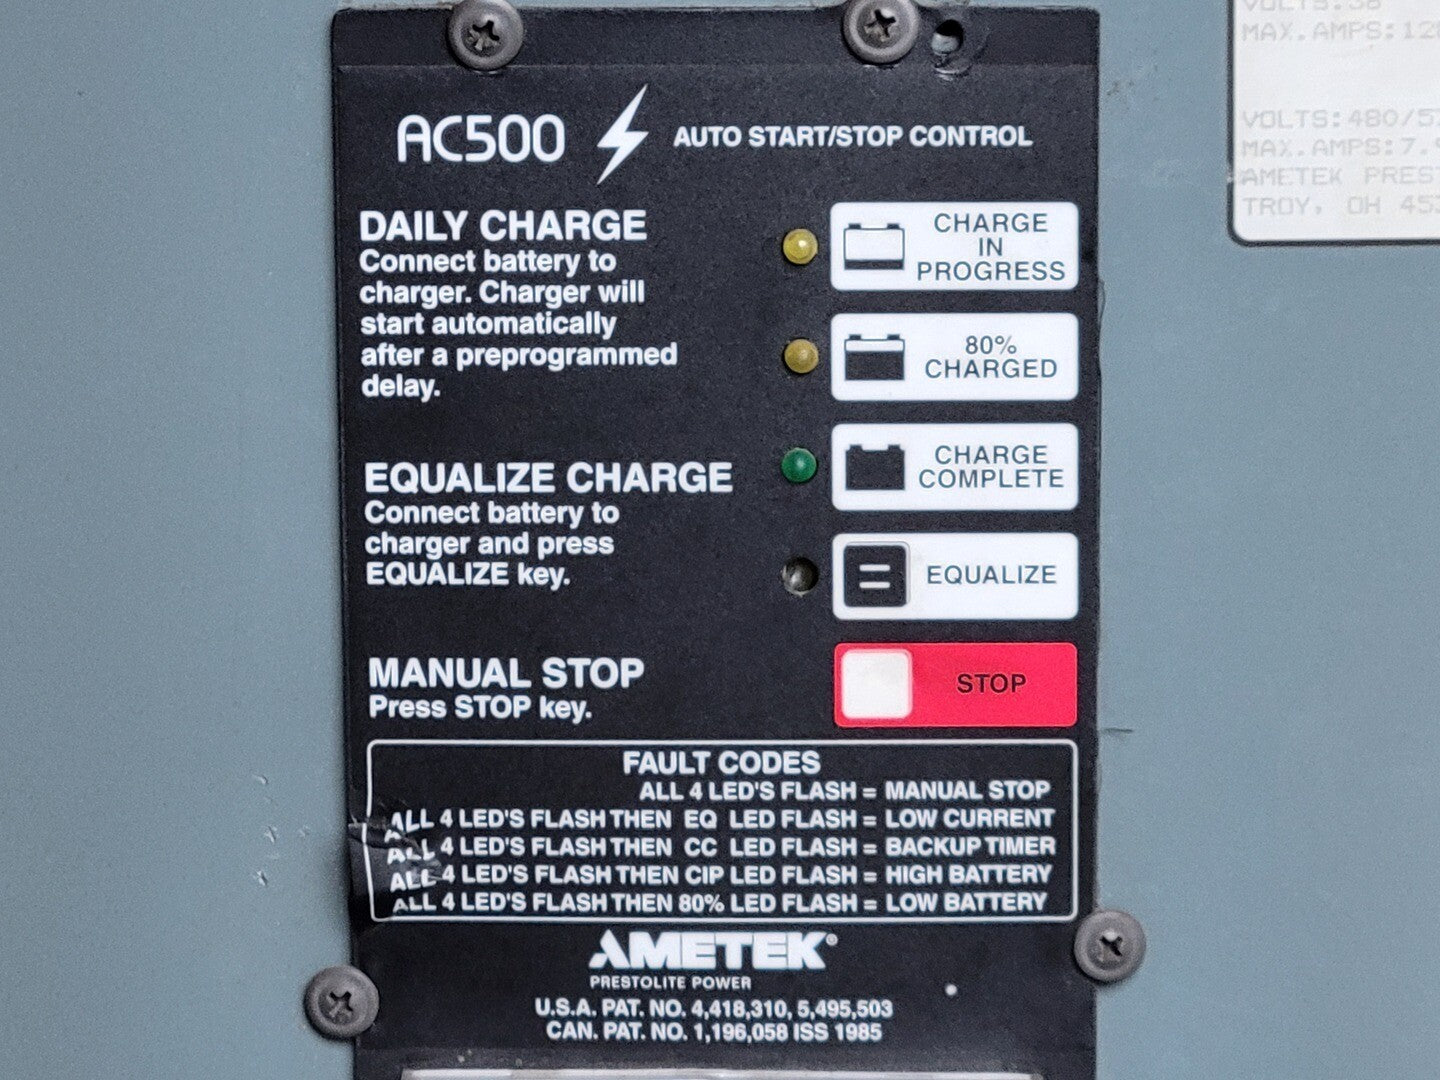 AC500 AUTO START/STOP CONTROL
DAILY CHARGE
Connect battery to
charger. Charger will
start automatically
after a preprogrammed
delay.
CHARGE
IN
PROGRESS
80%
CHARGED
EQUALIZE CHARGE
Connect battery to
charger and press
EQUALIZE key.
CHARGE
COMPLETE
EQUALIZE
MANUAL STOP
Press STOP key.
STOP
FAULT CODES
ALL 4 LED'S FLASH = MANUAL STOP
ALL 4 LED'S FLASH THEN EQ LED FLASH = LOW CURRENT
ALL 4 LED'S FLASH THEN CC LED FLASH = BACKUP TIMER
ALL 4 LED'S FLASH THEN CIP LED FLASH = HIGH BATTERY
ALL 4 LED'S FLASH THEN 80% LED FLASH = LOW BATTERY
AMETEK®
PRESTOLITE POWER
U.S.A. PAT. NO. 4,418,310, 5,495,503
CAN. PAT. NO. 1,196,058 ISS 1985
VOLTS:38
MAX.AMPS:
VOLTS:480/
MAX.AMPS:7.
AMETEK
TROY, OH